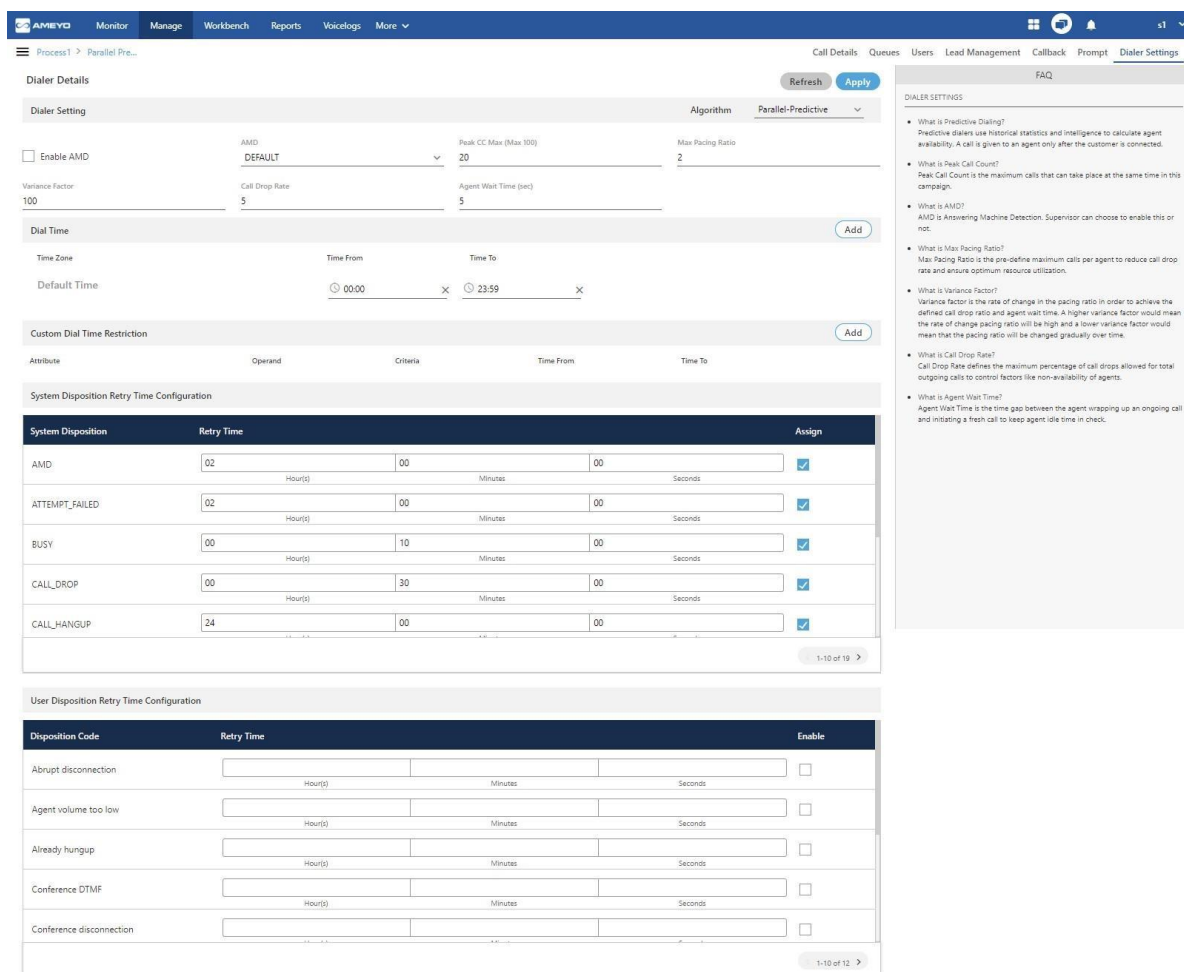 AMEYO Monitor Manage Workbench Reports Voicelogs More s1
Process1 > Parallel Pre... Call Details Queues Users Lead Management Callback Prompt Dialer Settings
Dialer Details Refresh Apply
Dialer Setting Algorithm Parallel-Predictive
AMD Peak CC Max (Max 100) Max Pacing Ratio
Enable AMD DEFAULT 20 2
Variance Factor Call Drop Rate Agent Wait Time (sec)
100 5 5
Dial Time Add
Time Zone Time From Time To
Default Time 00:00 23:59
Custom Dial Time Restriction Add
Attribute Operand Criteria Time From Time To
System Disposition Retry Time Configuration
System Disposition Retry Time Assign
AMD 02 00 00
Hour(s) Minutes Seconds
ATTEMPT_FAILED 02 00 00
Hour(s) Minutes Seconds
BUSY 00 10 00
Hour(s) Minutes Seconds
CALL_DROP 00 30 00
Hour(s) Minutes Seconds
CALL_HANGUP 24 00 00
1-10 of 19
User Disposition Retry Time Configuration
Disposition Code Retry Time Enable
Abrupt disconnection
Hour(s) Minutes Seconds
Agent volume too low
Hour(s) Minutes Seconds
Already hungup
Hour(s) Minutes Seconds
Conference DTMF
Hour(s) Minutes Seconds
Conference disconnection
1-10 of 12
FAQ
DIALER SETTINGS
What is Predictive Dialing?
Predictive dialers use historical statistics and intelligence to calculate agent
availability. A call is given to an agent only after the customer is connected.
What is Peak Call Count?
Peak Call Count is the maximum calls that can take place at the same time in this
campaign.
What is AMD?
AMD is Answering Machine Detection. Supervisor can choose to enable this or
not.
What is Max Pacing Ratio?
Max Pacing Ratio is the pre-define maximum calls per agent to reduce call drop
rate and ensure optimum resource utilization.
What is Variance Factor?
Variance factor is the rate of change in the pacing ratio in order to achieve the
defined call drop ratio and agent wait time. A higher variance factor would mean
the rate of change pacing ratio will be high and a lower variance factor would
mean that the pacing ratio will be changed gradually over time.
What is Call Drop Rate?
Call Drop Rate defines the maximum percentage of call drops allowed for total
outgoing calls to control factors like non-availability of agents.
What is Agent Wait Time?
Agent Wait Time is the time gap between the agent wrapping up an ongoing call
and initiating a fresh call to keep agent idle time in check.